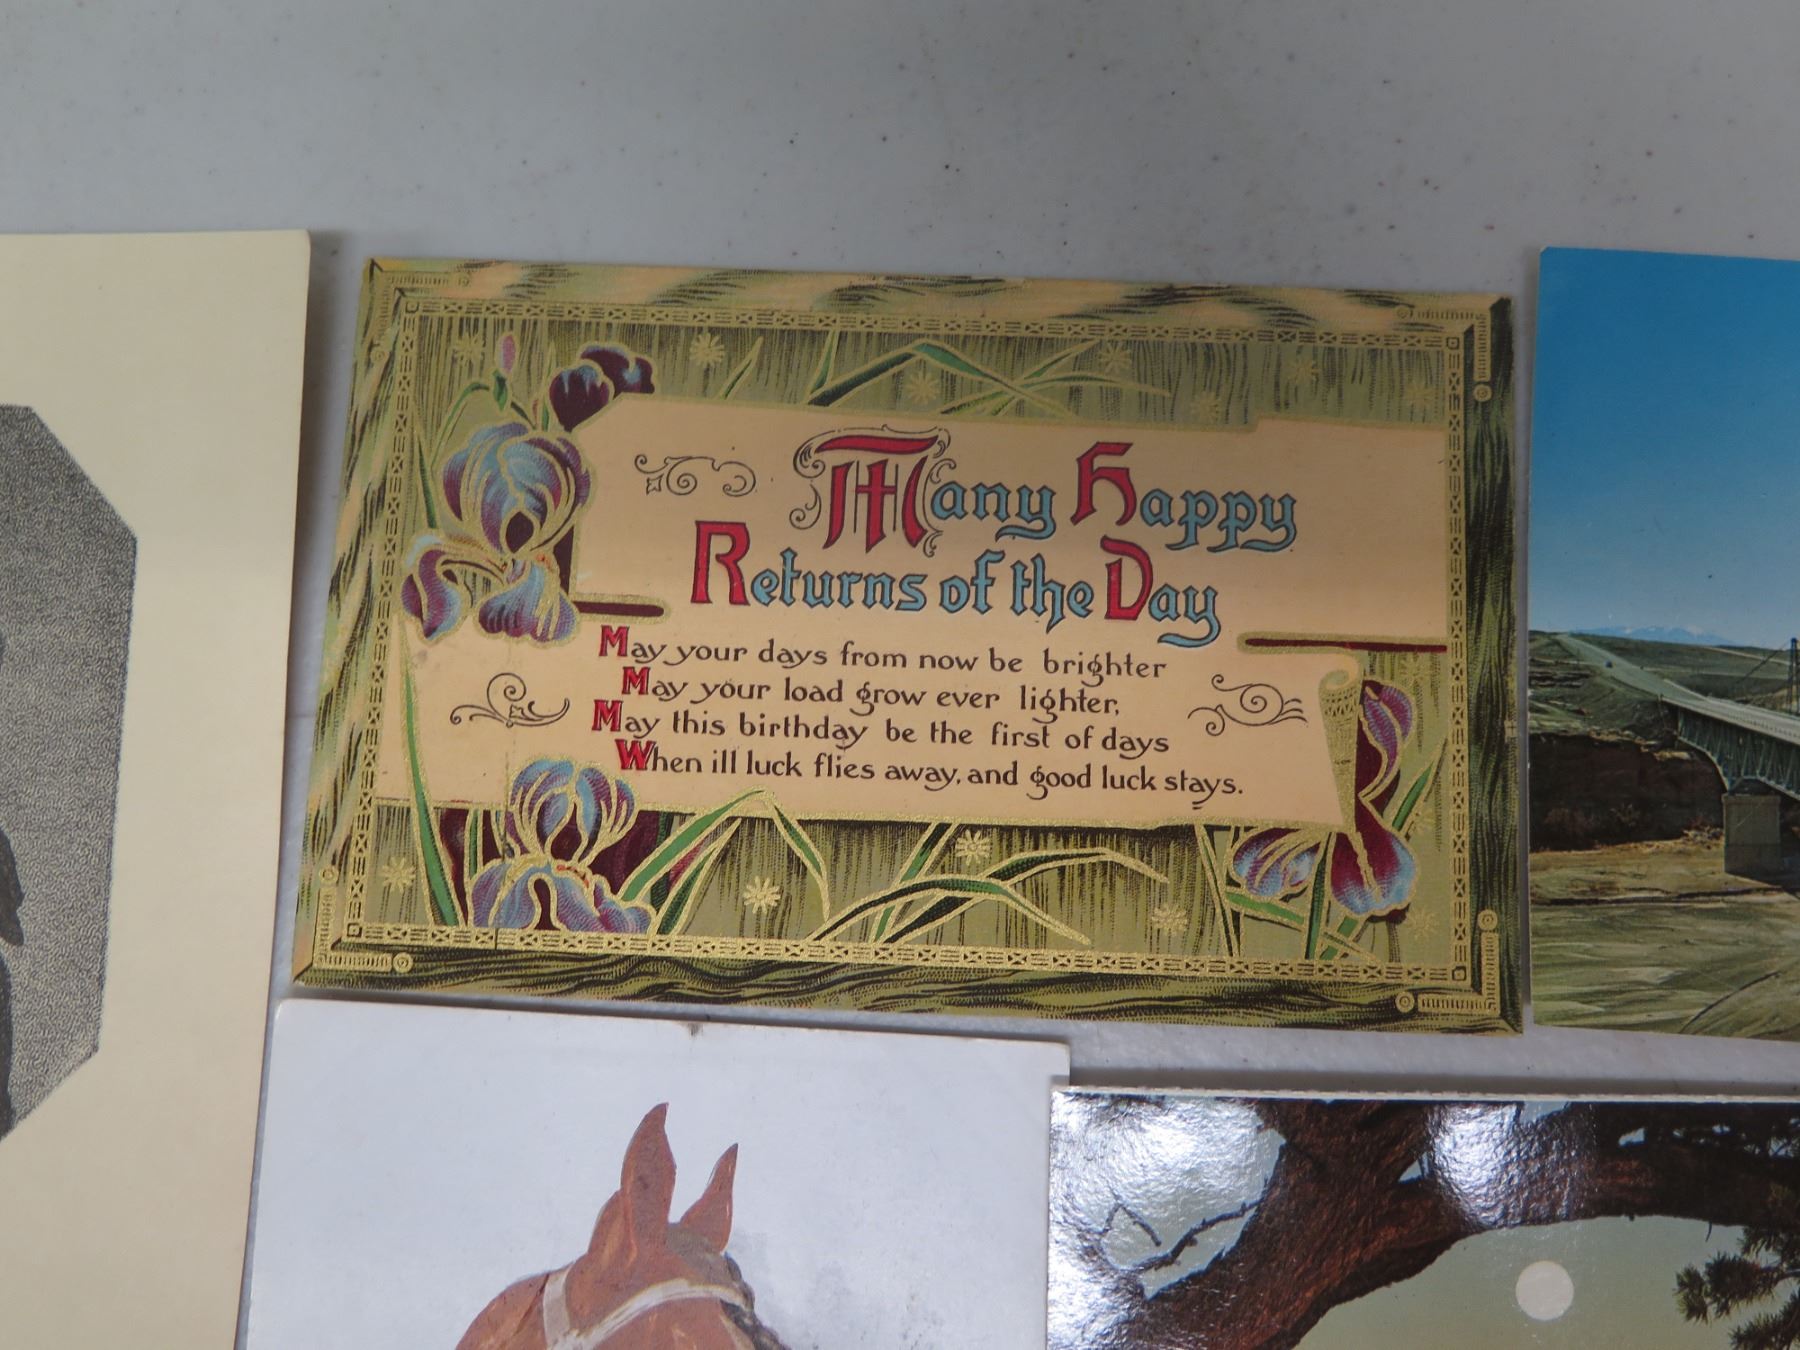 Many Happy
Returns of the Day
May your days from now be brighter
May your load grow ever lighter,
May this birthday be the first of days
When ill luck flies away, and good luck stays.